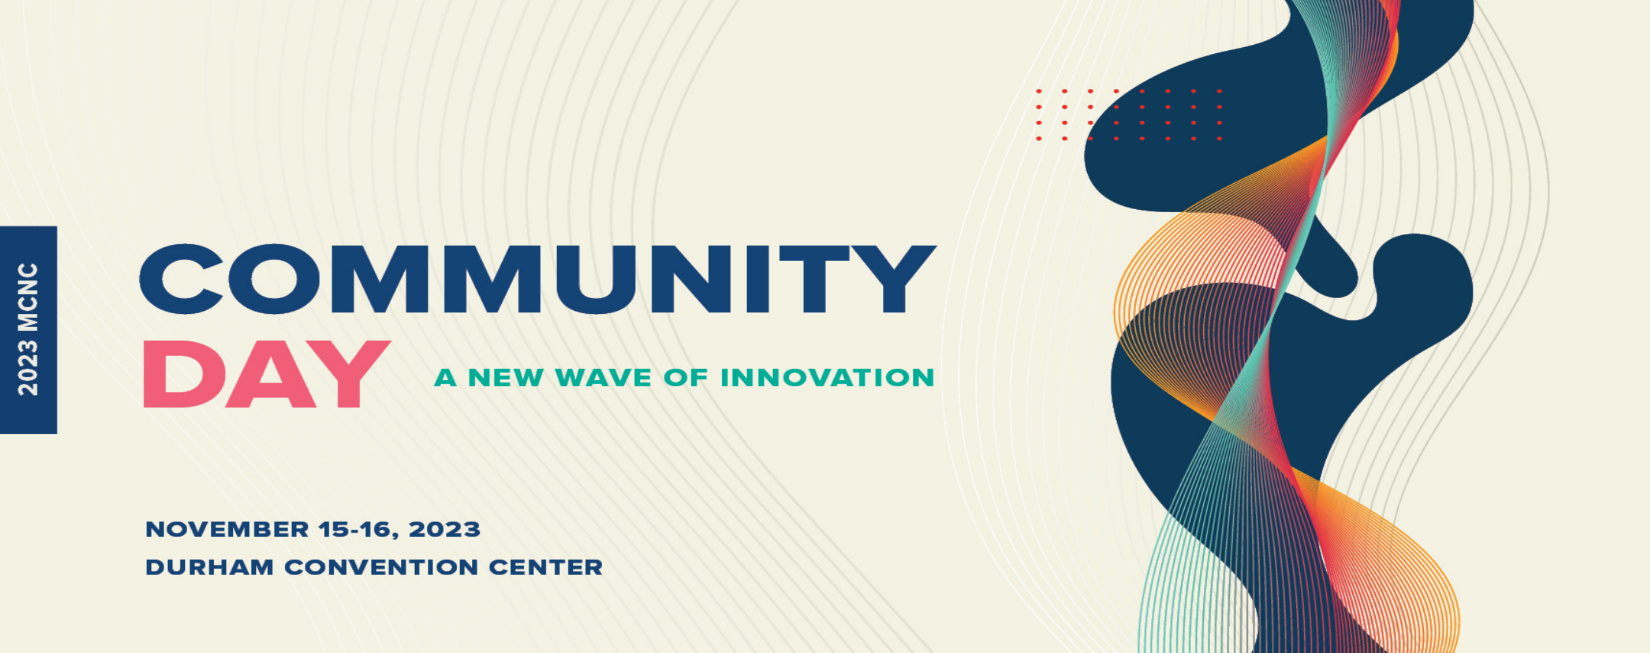 2023 MCNC
COMMUNITY
DAY
A NEW WAVE OF INNOVATION
NOVEMBER 15-16, 2023
DURHAM CONVENTION CENTER